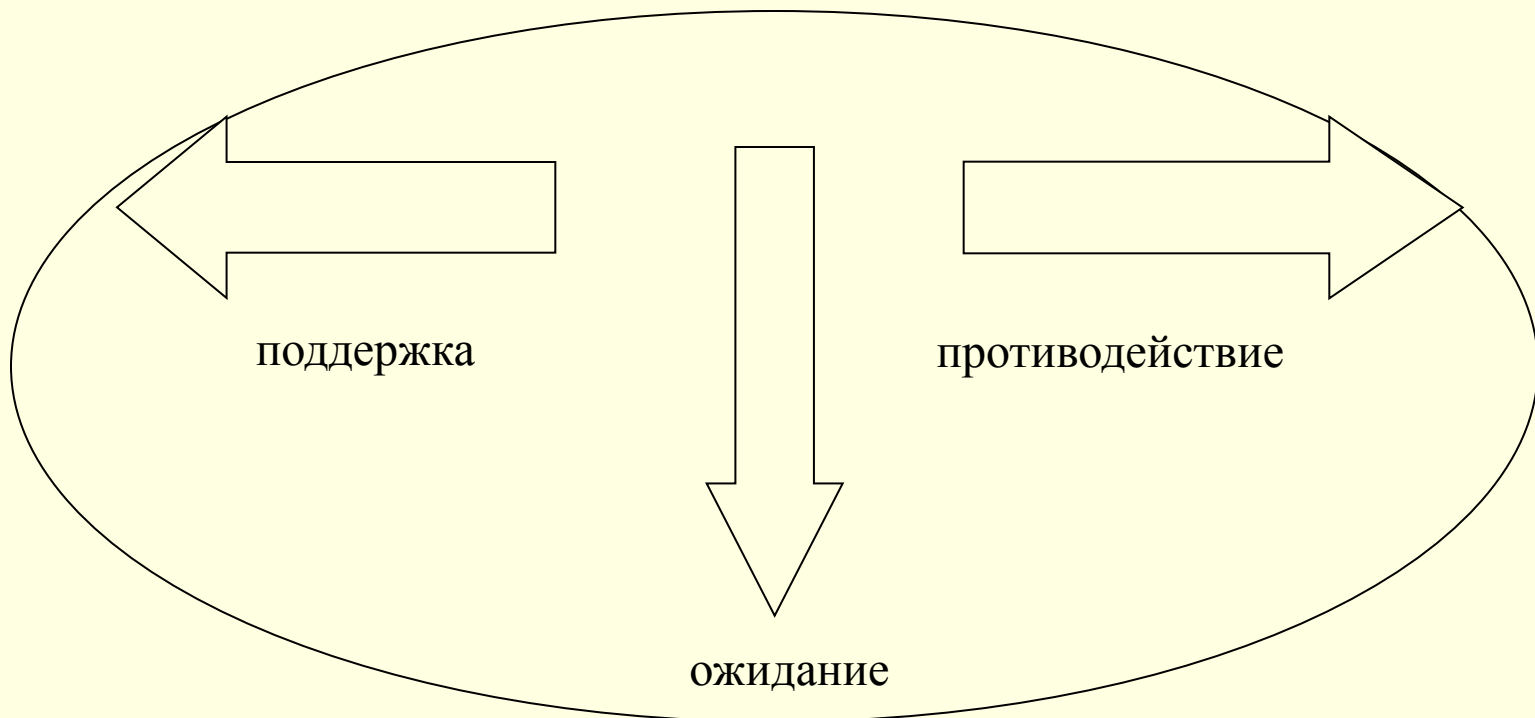 поддержка
противодействие
ожидание